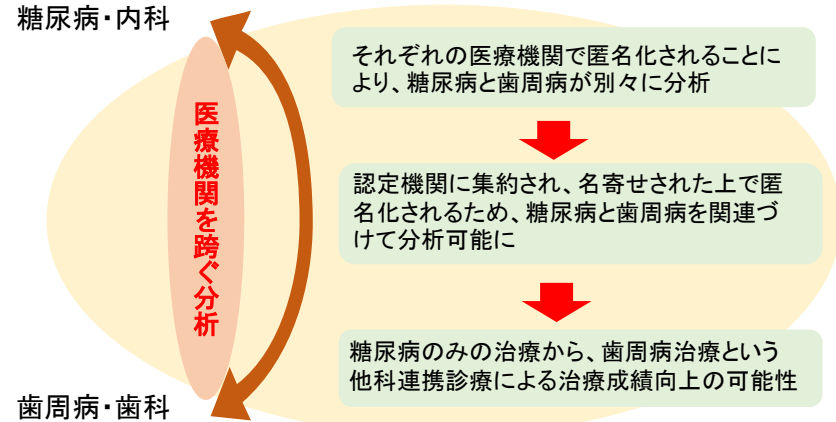 糖尿病・内科
医療機関を跨ぐ分析
それぞれの医療機関で匿名化されることに
より、糖尿病と歯周病が別々に分析
認定機関に集約され、名寄せされた上で匿
名化されるため、糖尿病と歯周病を関連づ
けて分析可能に
糖尿病のみの治療から、歯周病治療という
他科連携診療による治療成績向上の可能性
歯周病・歯科